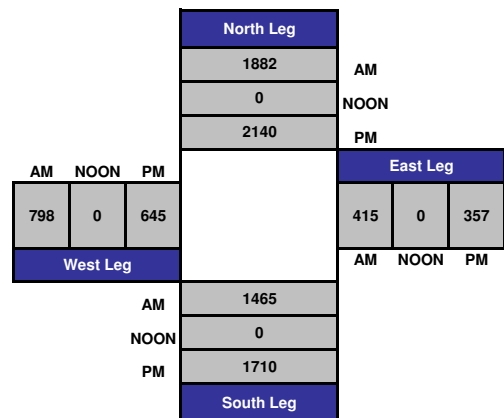 North Leg
1882 AM
0 NOON
2140 PM
AM NOON PM
East Leg
798 0 645
415 0 357
West Leg
AM NOON PM
AM 1465
NOON 0
PM 1710
South Leg